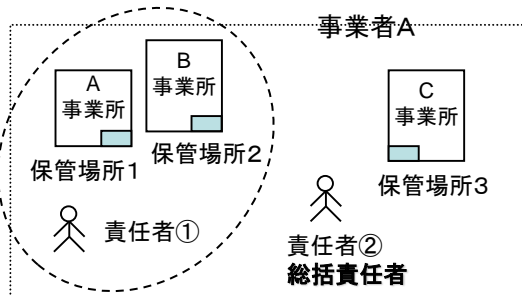 事業者A
A
事業所
B
事業所
C
事業所
保管場所1
保管場所2
保管場所3
責任者①
責任者②
総括責任者